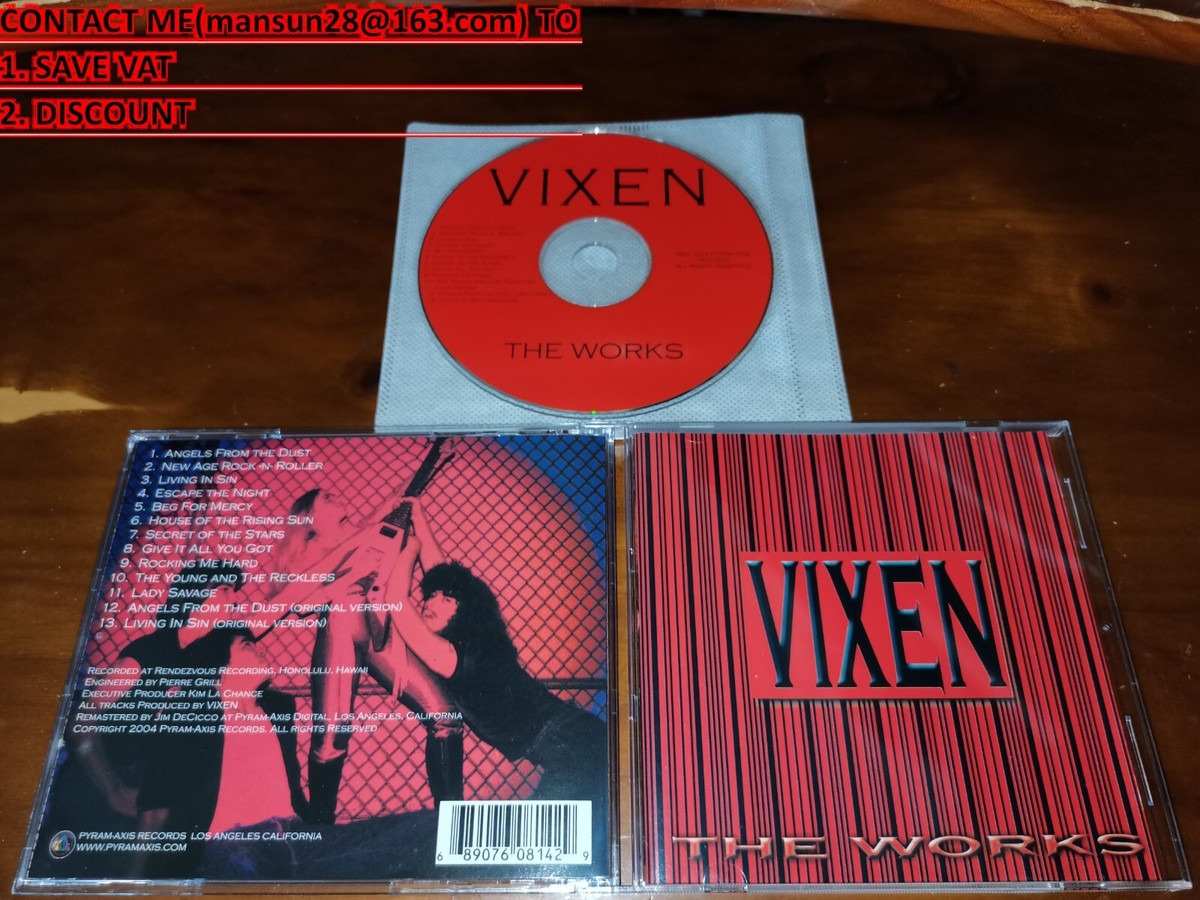 CONTACT ME(mansun28@163.com) TO
1. SAVE VAT
2. DISCOUNT
VIXEN
THE WORKS
1. ANGELS FROM THE DUST
2. NEW AGE ROCK -N- ROLLER
3. LIVING IN SIN
4. ESCAPE THE NIGHT
5. BEG FOR MERCY
6. HOUSE OF THE RISING SUN
7. SECRET OF THE STARS
8. GIVE IT ALL YOU GOT
9. ROCKING ME HARD
10. THE YOUNG AND THE RECKLESS
11. LADY SAVAGE
12. ANGELS FROM THE DUST (ORIGINAL VERSION)
13. LIVING IN SIN (ORIGINAL VERSION)
RECORDED AT RENDEZVOUS RECORDING, HONOLULU, HAWAII
ENGINEERED BY PIERRE GRILL
EXECUTIVE PRODUCER KIM LA CHANGE
ALL TRACKS PRODUCED BY VIXEN
REMASTERED BY JIM DECICCO AT PYRAM-AXIS DIGITAL, LOS ANGELES, CALIFORNIA
COPYRIGHT 2004 PYRAM-AXIS RECORDS. ALL RIGHTS RESERVED
PYRAM-AXIS RECORDS LOS ANGELES CALIFORNIA
WWW.PYRAMAXIS.COM
6 89076 08142 9
VIXEN
THE WORKS